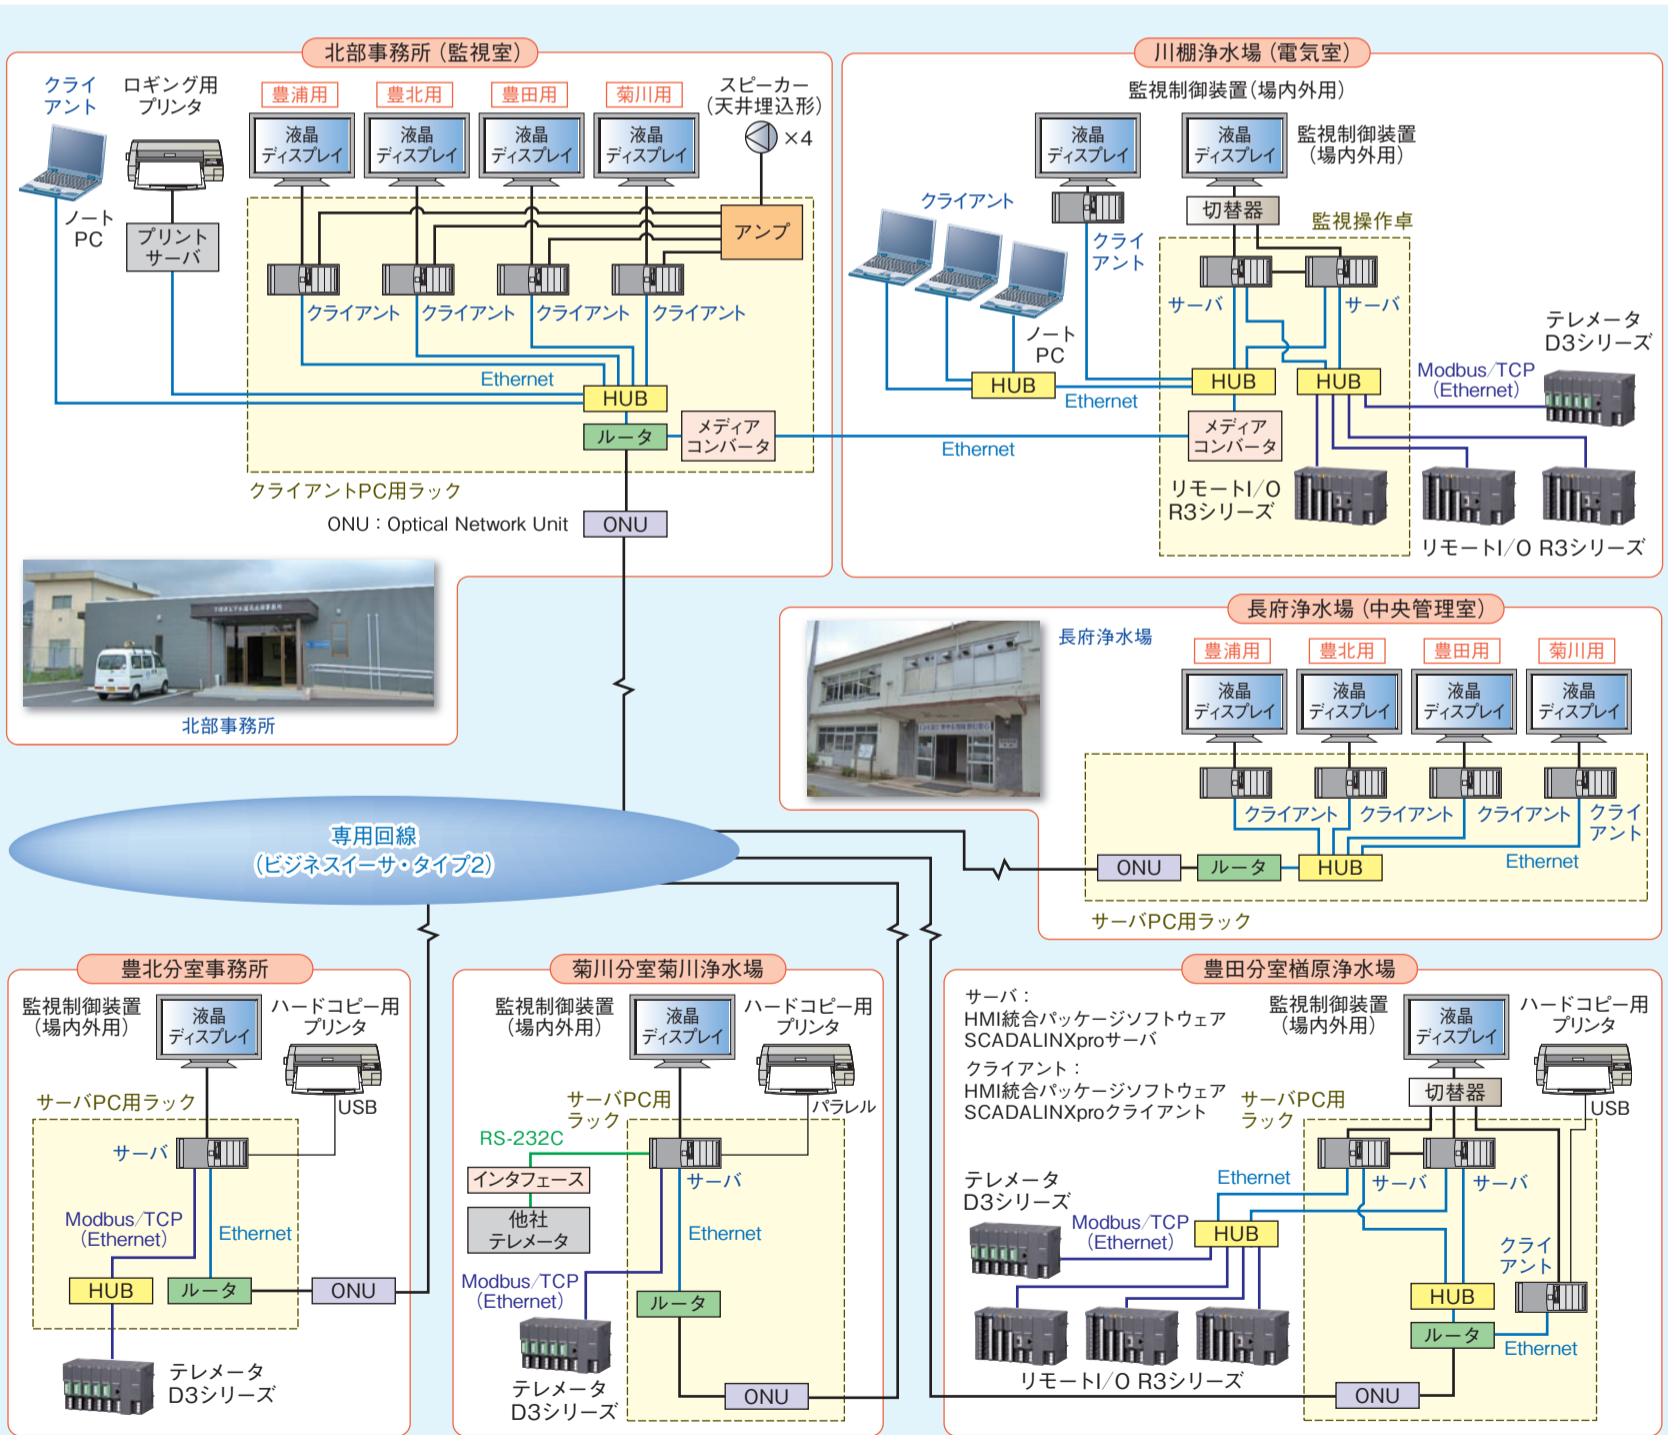 北部事務所（監視室）
クライ
アント
ロギング用
プリンタ
豊浦用
豊北用
豊田用
菊川用
スピーカー
（天井埋込形）
×4
液晶
ディスプレイ
液晶
ディスプレイ
液晶
ディスプレイ
液晶
ディスプレイ
ノート
PC
プリント
サーバ
アンプ
クライアント
クライアント
クライアント
クライアント
Ethernet
HUB
ルータ
メディア
コンバータ
クライアントPC用ラック
ONU：Optical Network Unit
ONU
北部事務所
Ethernet
川棚浄水場（電気室）
監視制御装置（場内外用）
液晶
ディスプレイ
液晶
ディスプレイ
監視制御装置
（場内外用）
クライアント
クライ
アント
切替器
監視操作卓
サーバ
サーバ
ノート
PC
HUB
Ethernet
HUB
HUB
メディア
コンバータ
テレメータ
D3シリーズ
Modbus/TCP
（Ethernet）
リモートI/O
R3シリーズ
リモートI/O R3シリーズ
長府浄水場（中央管理室）
長府浄水場
豊浦用
豊北用
豊田用
菊川用
液晶
ディスプレイ
液晶
ディスプレイ
液晶
ディスプレイ
液晶
ディスプレイ
クライアント
クライアント
クライアント
クライ
アント
ONU
ルータ
HUB
Ethernet
サーバPC用ラック
専用回線
（ビジネスイーサ・タイプ2）
豊北分室事務所
監視制御装置
（場内外用）
液晶
ディスプレイ
ハードコピー用
プリンタ
USB
サーバPC用ラック
サーバ
Modbus/TCP
（Ethernet）
Ethernet
HUB
ルータ
ONU
テレメータ
D3シリーズ
菊川分室菊川浄水場
監視制御装置
（場内外用）
液晶
ディスプレイ
ハードコピー用
プリンタ
パラレル
サーバPC用
ラック
RS-232C
インタフェース
他社
テレメータ
サーバ
Ethernet
Modbus/TCP
（Ethernet）
ルータ
テレメータ
D3シリーズ
ONU
豊田分室楢原浄水場
サーバ：
HMI統合パッケージソフトウェア
SCADALINXproサーバ
クライアント：
HMI統合パッケージソフトウェア
SCADALINXproクライアント
監視制御装置
（場内外用）
液晶
ディスプレイ
ハードコピー用
プリンタ
切替器
USB
サーバPC用
ラック
サーバ
サーバ
Ethernet
テレメータ
D3シリーズ
Modbus/TCP
（Ethernet）
HUB
クライ
アント
HUB
ルータ
Ethernet
リモートI/O R3シリーズ
ONU